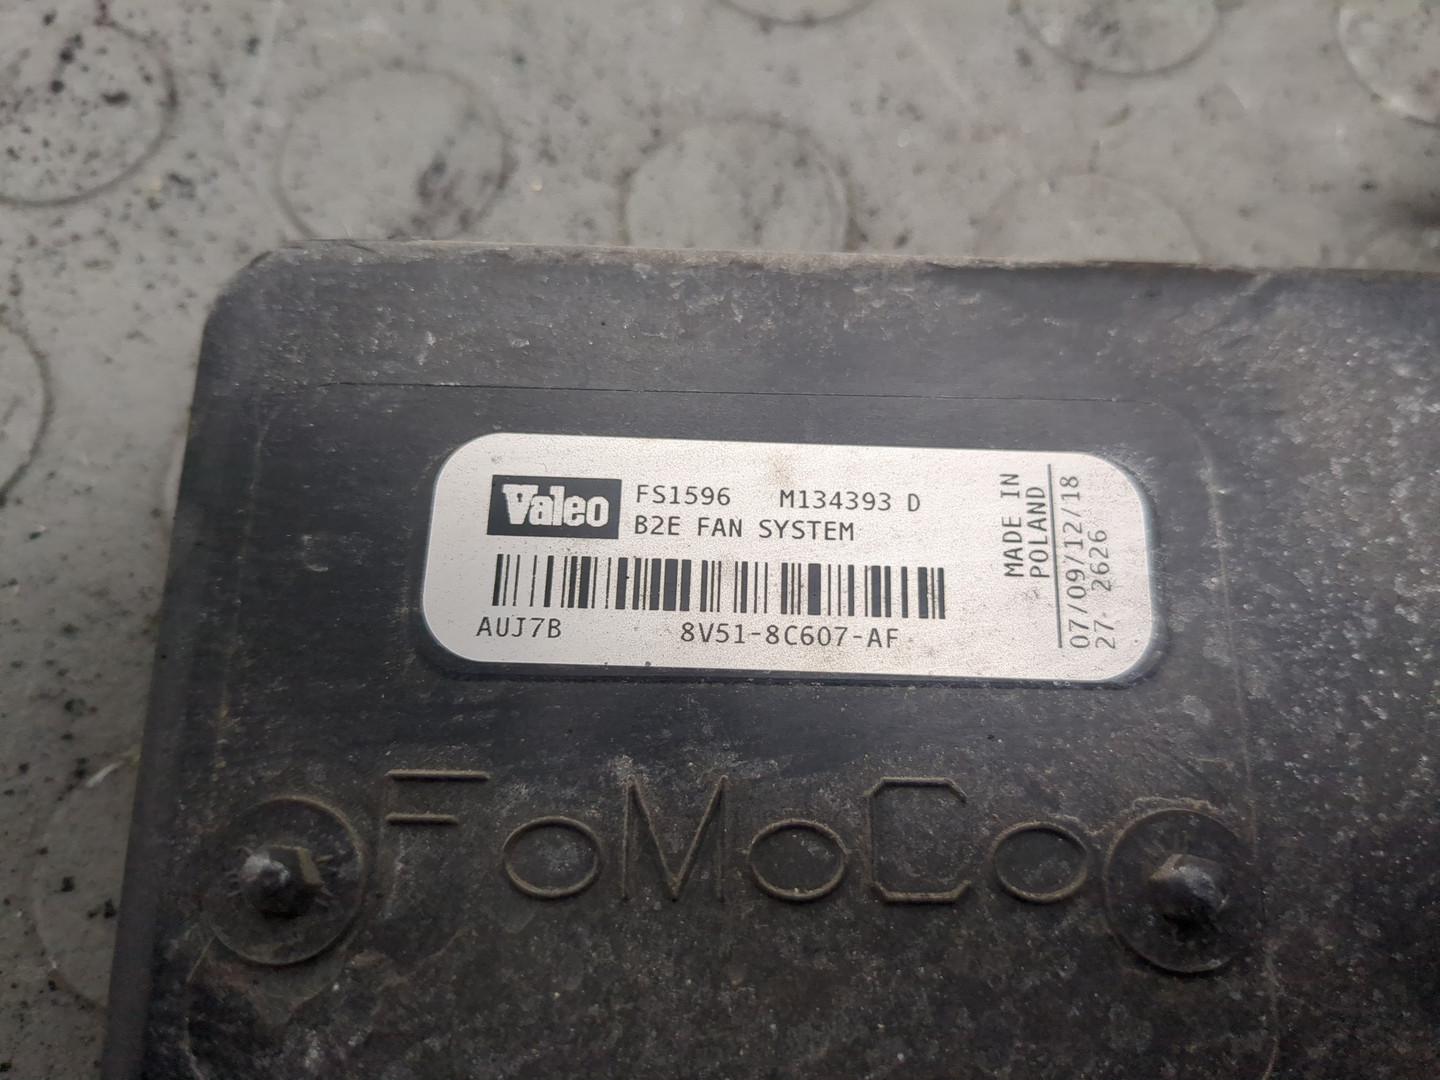 Valeo FS1596 M134393 D
B2E FAN SYSTEM
AUJ7B 8V51-8C607-AF
MADE IN
POLAND
07/09/12/18
27 2626
FoMoCo